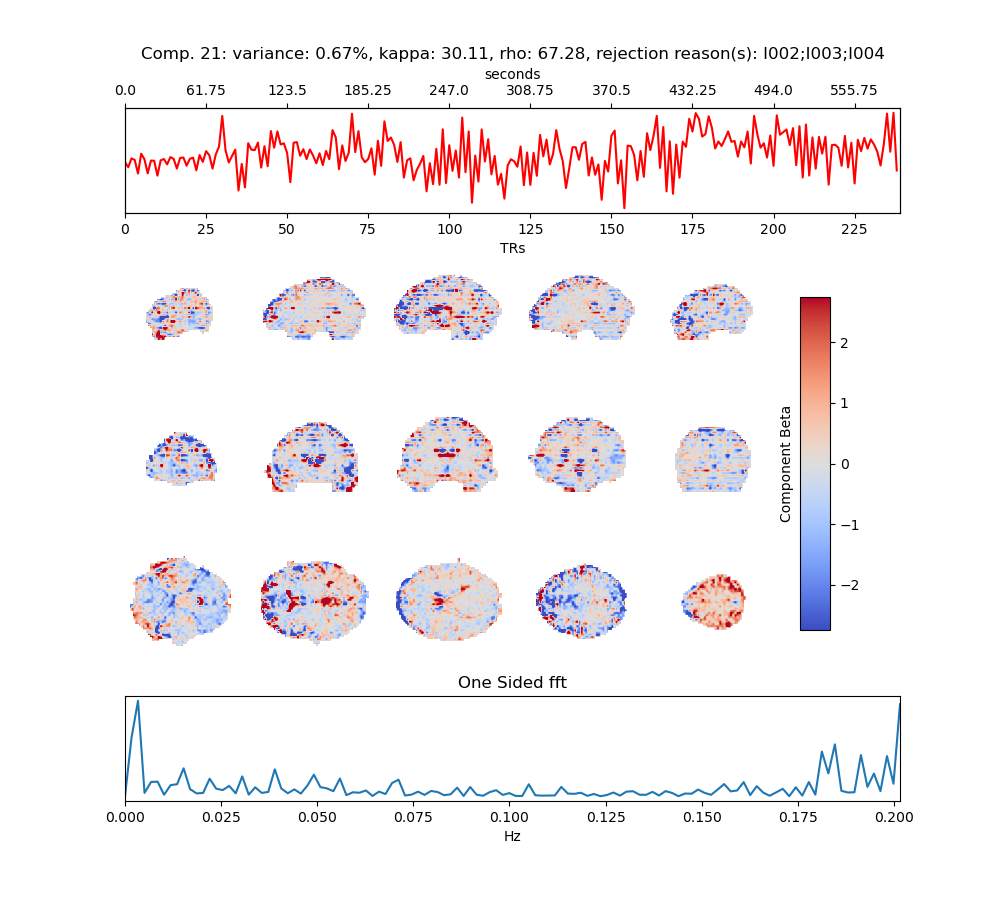 Comp. 21: variance: 0.67%, kappa: 30.11, rho: 67.28, rejection reason(s): I002;I003;I004
seconds
0.0 61.75 123.5 185.25 247.0 308.75 370.5 432.25 494.0 555.75
0 25 50 75 100 125 150 175 200 225
TRs
2
1
0
−1
−2
Component Beta
One Sided fft
0.000 0.025 0.050 0.075 0.100 0.125 0.150 0.175 0.200
Hz